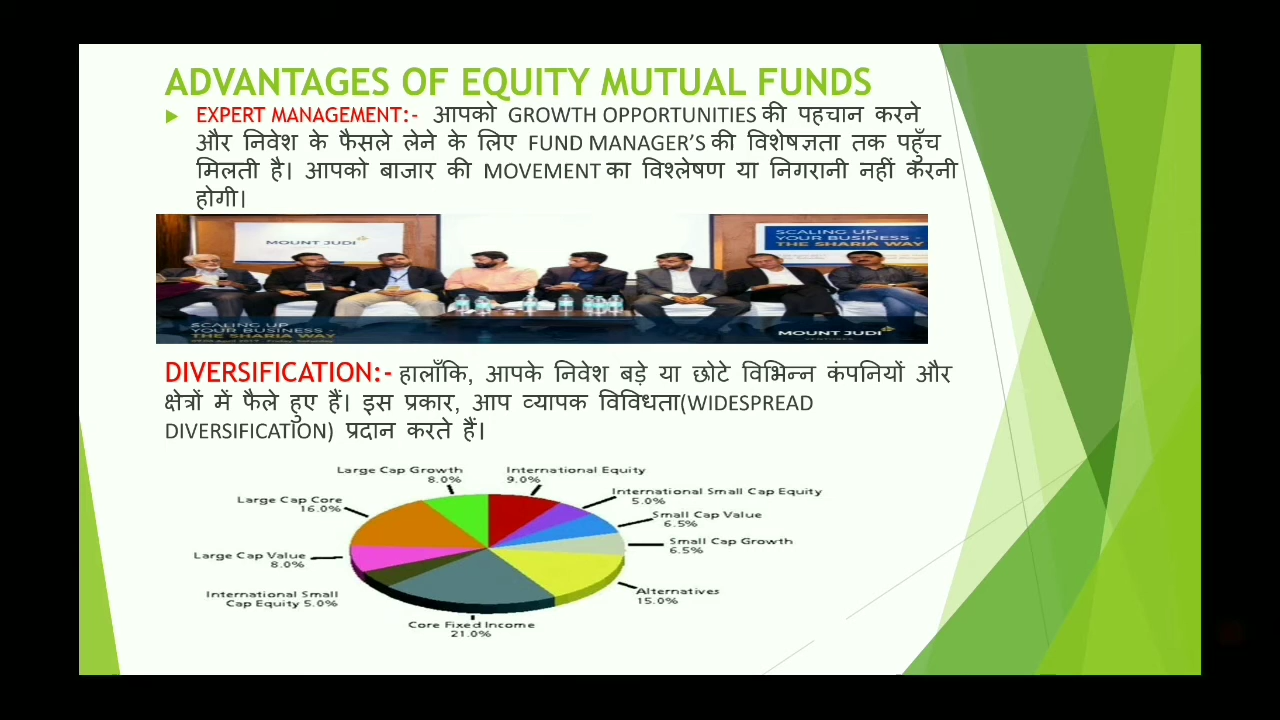 ADVANTAGES OF EQUITY MUTUAL FUNDS
EXPERT MANAGEMENT:- आपको GROWTH OPPORTUNITIES की पहचान करने
और निवेश के फैसले लेने के लिए FUND MANAGER’S की विशेषज्ञता तक पहुँच
मिलती है। आपको बाजार की MOVEMENT का विश्लेषण या निगरानी नहीं करनी
होगी।
MOUNT JUDI
SCALING UP
YOUR BUSINESS -
THE SHARIA WAY
SCALING UP
YOUR BUSINESS -
THE SHARIA WAY
MOUNT JUDI
DIVERSIFICATION:- हालाँकि, आपके निवेश बड़े या छोटे विभिन्न कंपनियों और
क्षेत्रों में फैले हुए हैं। इस प्रकार, आप व्यापक विविधता(WIDESPREAD
DIVERSIFICATION) प्रदान करते हैं।
Large Cap Growth
8.0%
International Equity
9.0%
International Small Cap Equity
5.0%
Large Cap Core
16.0%
Small Cap Value
6.5%
Small Cap Growth
6.5%
Large Cap Value
8.0%
Alternatives
15.0%
International Small
Cap Equity 5.0%
Core Fixed Income
21.0%